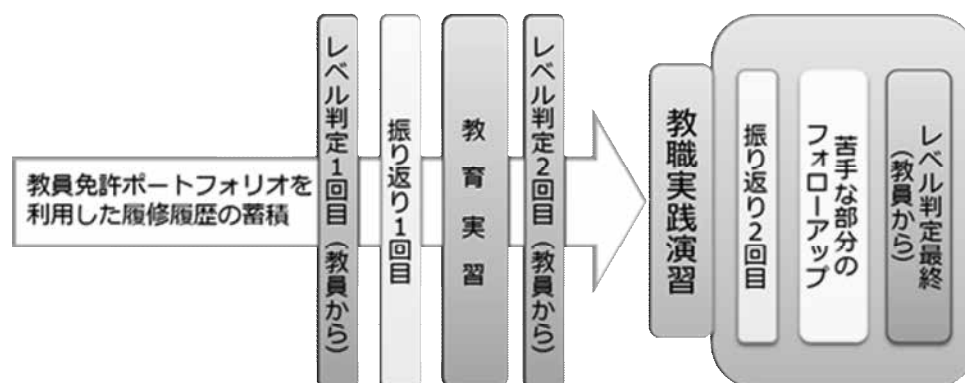 教員免許ポートフォリオを
利用した履修履歴の蓄積
レベル判定1回目(教員から)
振り返り1回目
教育実習
レベル判定2回目(教員から)
教職実践演習
振り返り2回目
苦手な部分の
フォローアップ
レベル判定最終
(教員から)